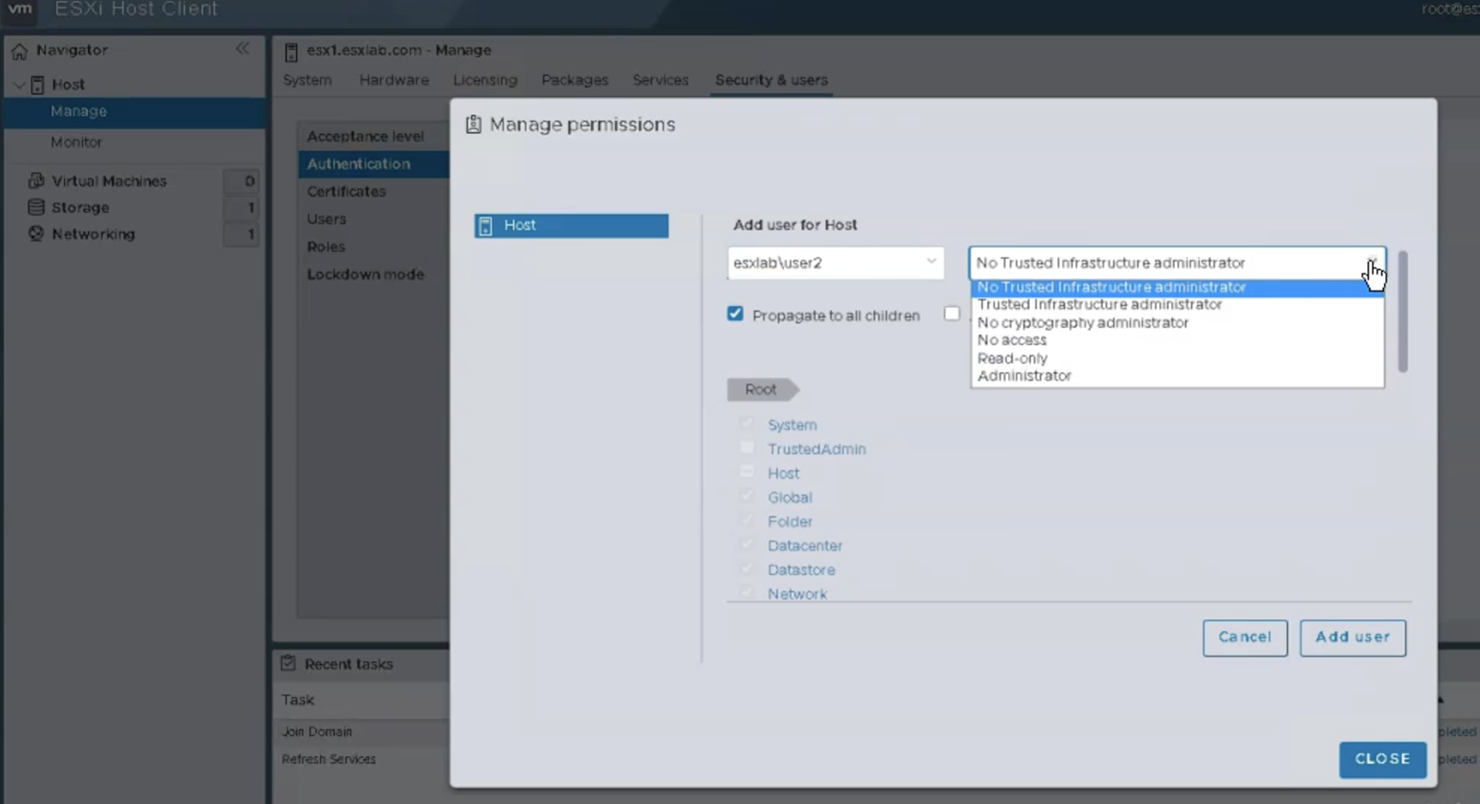 vm ESXi Host Client
Navigator
Host
Manage
Monitor
Virtual Machines 0
Storage 1
Networking 1
esx1.esxlab.com - Manage
System Hardware Licensing Packages Services Security & users
Acceptance level
Authentication
Certificates
Users
Roles
Lockdown mode
Manage permissions
Host
Add user for Host
esxlab\user2
No Trusted Infrastructure administrator
No Trusted Infrastructure administrator
Trusted Infrastructure administrator
No cryptography administrator
No access
Read-only
Administrator
Propagate to all children
Root
System
TrustedAdmin
Host
Global
Folder
Datacenter
Datastore
Network
Cancel Add user
CLOSE
Recent tasks
Task
Join Domain
Refresh Services